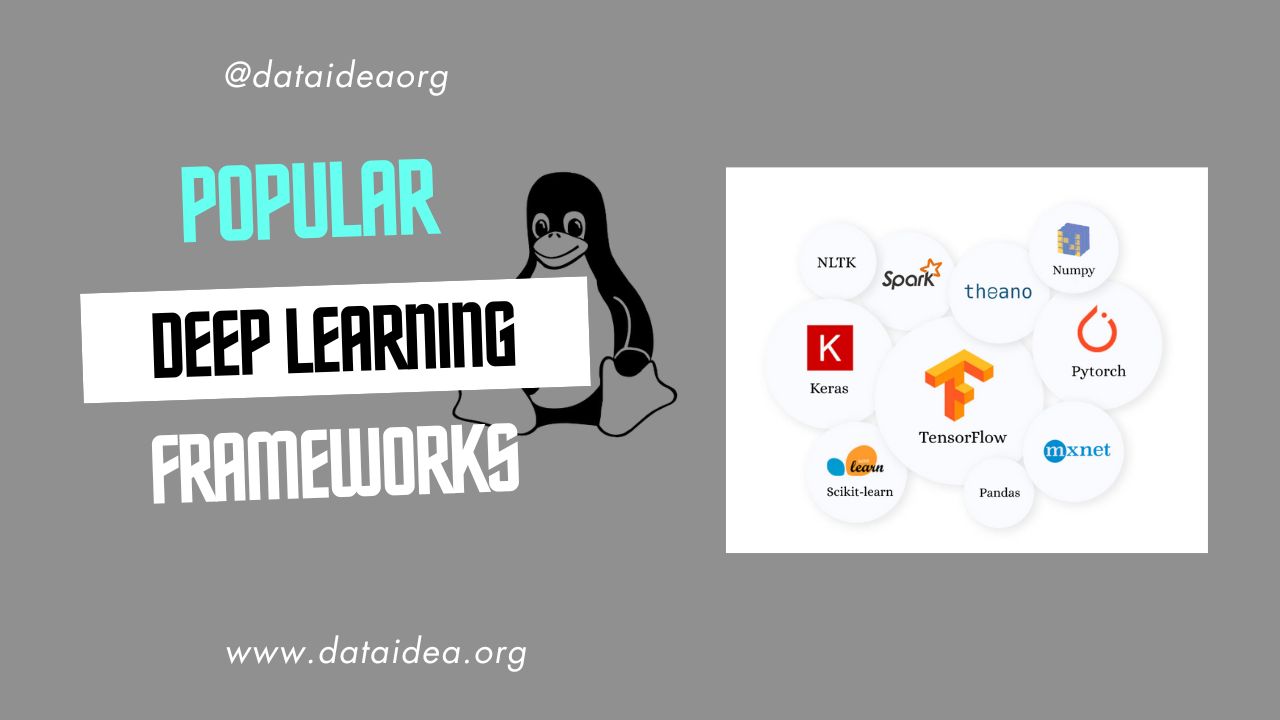 @dataideaorg
POPULAR
DEEP LEARNING
FRAMEWORKS
www.dataidea.org
NLTK
Spark
theano
Numpy
K
Keras
TensorFlow
Pytorch
learn
Scikit-learn
mxnet
Pandas